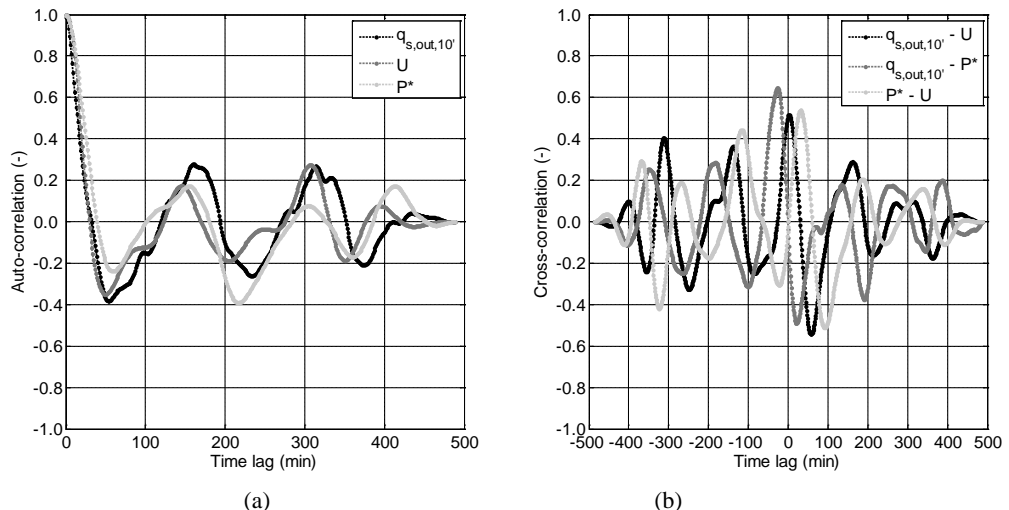 1.0
0.8
0.6
0.4
0.2
0.0
-0.2
-0.4
-0.6
-0.8
-1.0
Auto-correlation (-)
0 100 200 300 400 500
Time lag (min)
q_s,out,10'
U
P*
(a)
1.0
0.8
0.6
0.4
0.2
0.0
-0.2
-0.4
-0.6
-0.8
-1.0
Cross-correlation (-)
-500 -400 -300 -200 -100 0 100 200 300 400 500
Time lag (min)
q_s,out,10' - U
q_s,out,10' - P*
P* - U
(b)